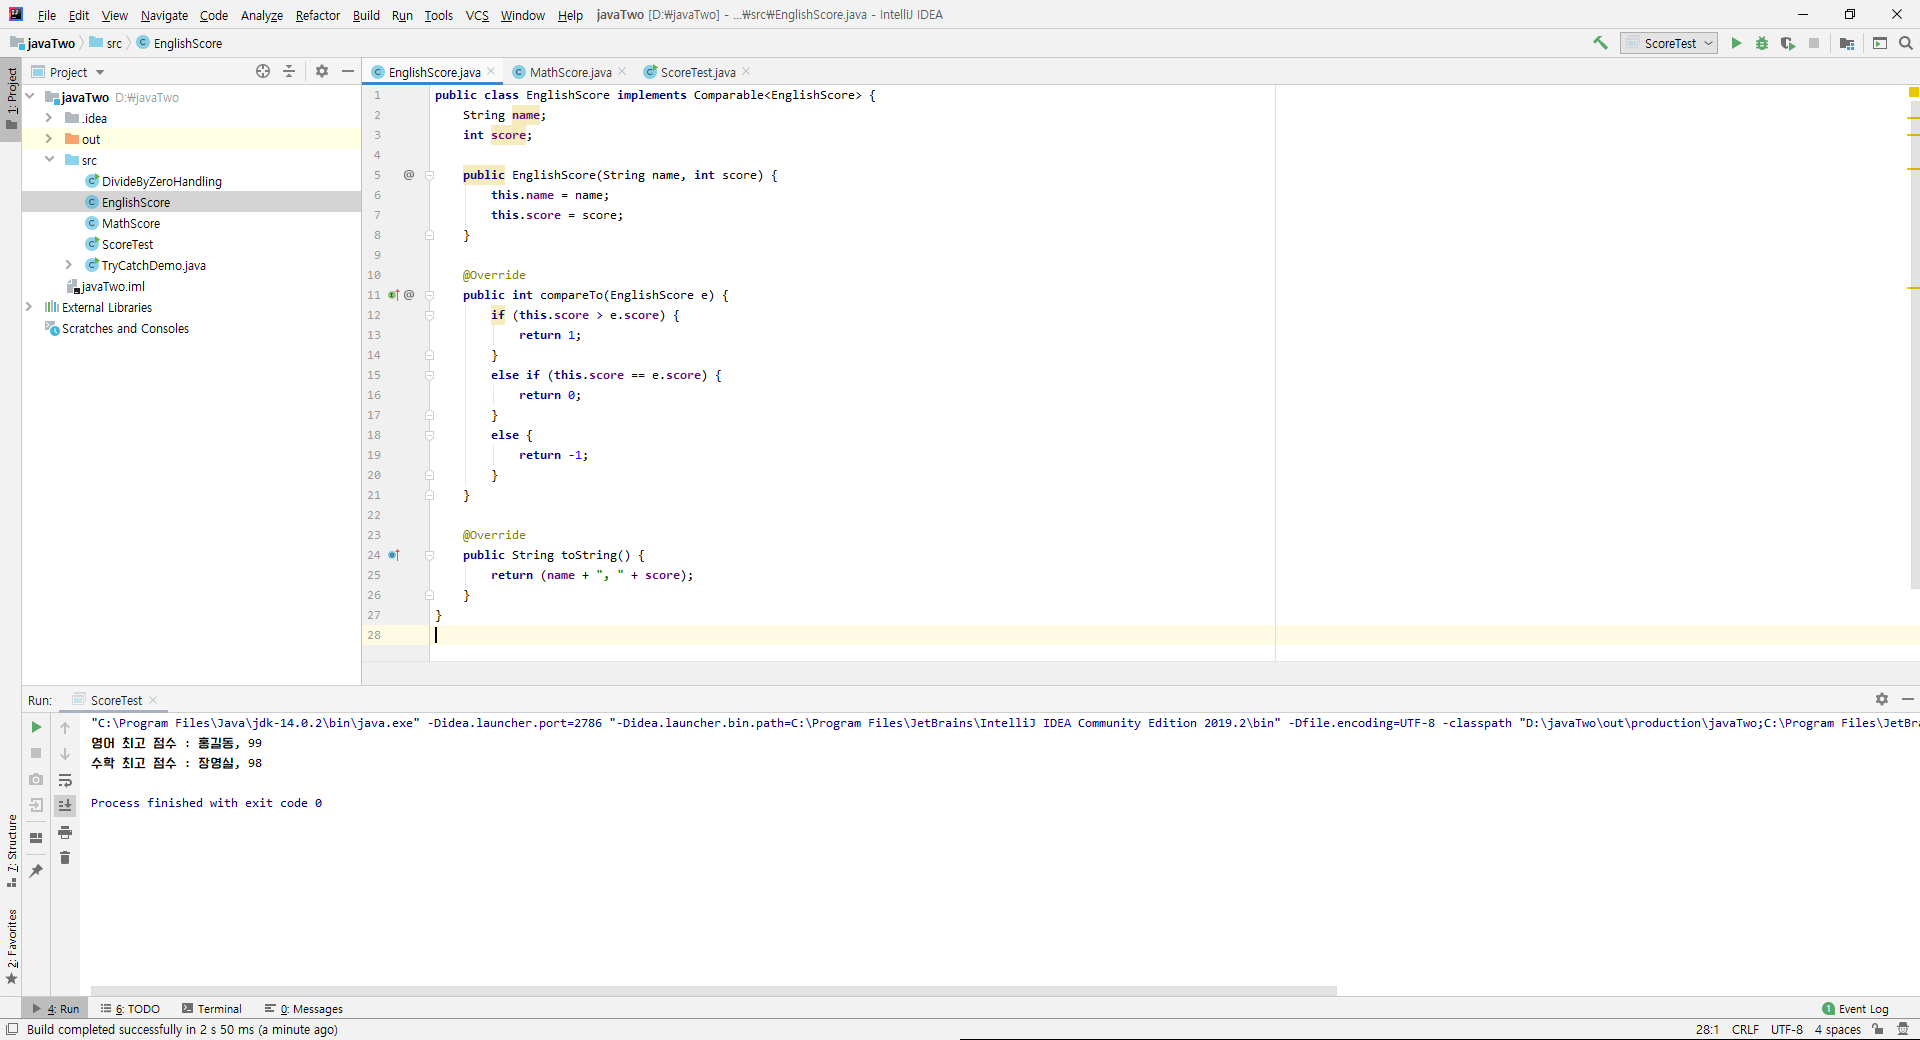 File Edit View Navigate Code Analyze Refactor Build Run Tools VCS Window Help javaTwo [D:₩javaTwo] - ...₩src₩EnglishScore.java - IntelliJ IDEA
javaTwo src EnglishScore ScoreTest
1: Project
Project
EnglishScore.java MathScore.java ScoreTest.java
javaTwo D:₩javaTwo
.idea
out
src
DivideByZeroHandling
EnglishScore
MathScore
ScoreTest
TryCatchDemo.java
javaTwo.iml
External Libraries
Scratches and Consoles
1 public class EnglishScore implements Comparable<EnglishScore> {
2 String name;
3 int score;
4
5 @ public EnglishScore(String name, int score) {
6 this.name = name;
7 this.score = score;
8 }
9
10 @Override
11 @ public int compareTo(EnglishScore e) {
12 if (this.score > e.score) {
13 return 1;
14 }
15 else if (this.score == e.score) {
16 return 0;
17 }
18 else {
19 return -1;
20 }
21 }
22
23 @Override
24 public String toString() {
25 return (name + ", " + score);
26 }
27 }
28
Run: ScoreTest
"C:\Program Files\Java\jdk-14.0.2\bin\java.exe" -Didea.launcher.port=2786 "-Didea.launcher.bin.path=C:\Program Files\JetBrains\IntelliJ IDEA Community Edition 2019.2\bin" -Dfile.encoding=UTF-8 -classpath "D:\javaTwo\out\production\javaTwo;C:\Program Files\JetBra
영어 최고 점수 : 홍길동, 99
수학 최고 점수 : 장영실, 98
Process finished with exit code 0
7: Structure
2: Favorites
4: Run 6: TODO Terminal 0: Messages 1 Event Log
Build completed successfully in 2 s 50 ms (a minute ago) 28:1 CRLF UTF-8 4 spaces